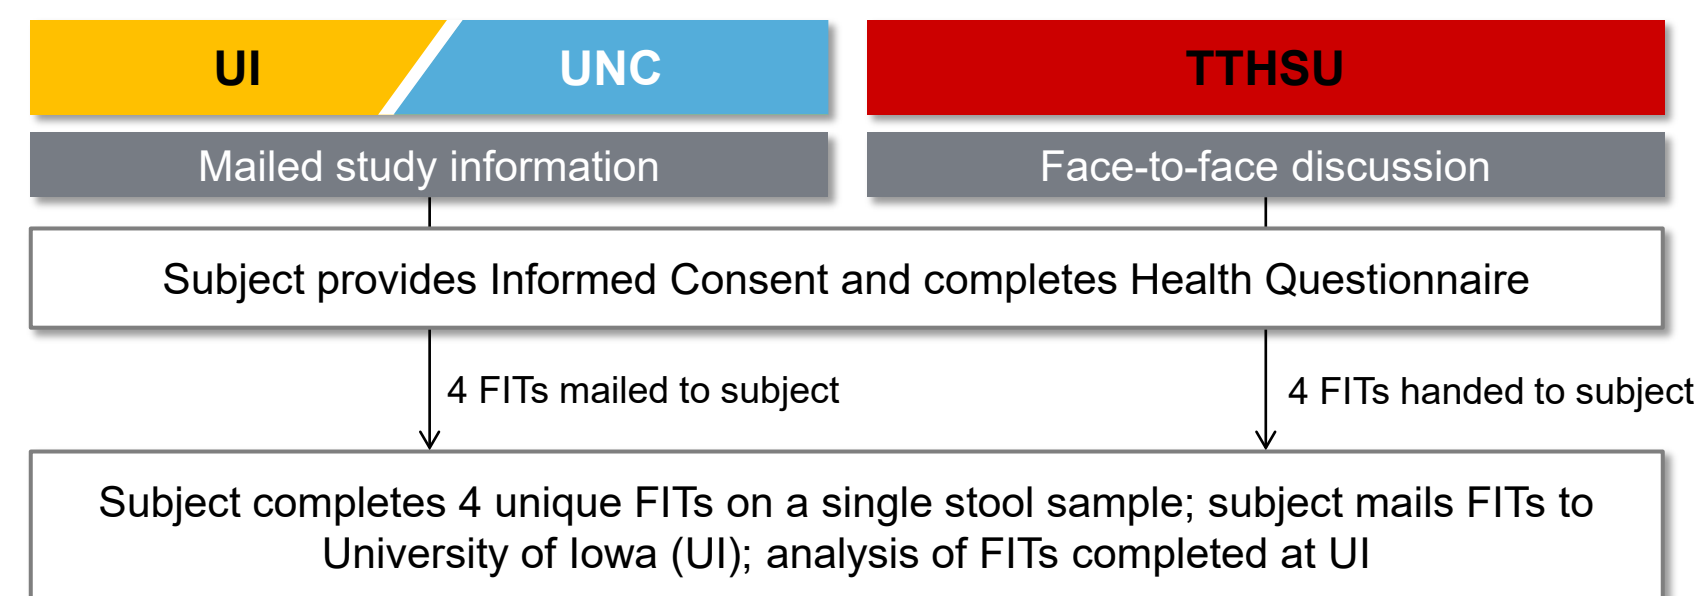 UI
UNC
TTHSU
Mailed study information
Face-to-face discussion
Subject provides Informed Consent and completes Health Questionnaire
4 FITs mailed to subject
4 FITs handed to subject
Subject completes 4 unique FITs on a single stool sample; subject mails FITs to
University of Iowa (UI); analysis of FITs completed at UI